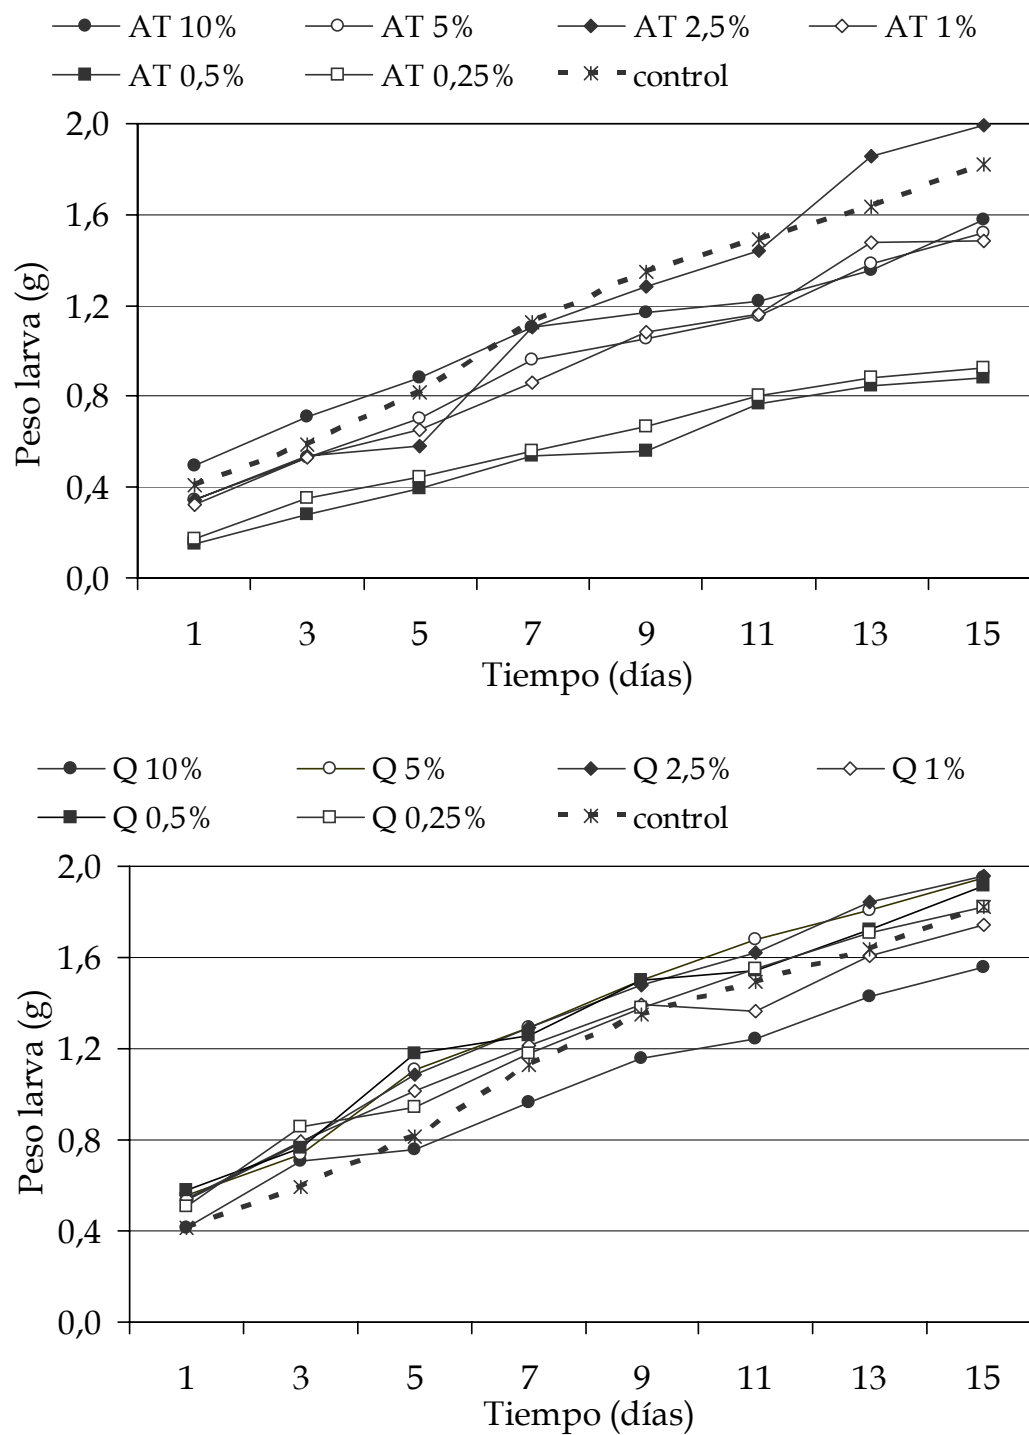 AT 10% AT 5% AT 2,5% AT 1%
AT 0,5% AT 0,25% control
2,0
1,6
1,2
0,8
0,4
0,0
Peso larva (g)
1 3 5 7 9 11 13 15
Tiempo (días)
Q 10% Q 5% Q 2,5% Q 1%
Q 0,5% Q 0,25% control
2,0
1,6
1,2
0,8
0,4
0,0
Peso larva (g)
1 3 5 7 9 11 13 15
Tiempo (días)